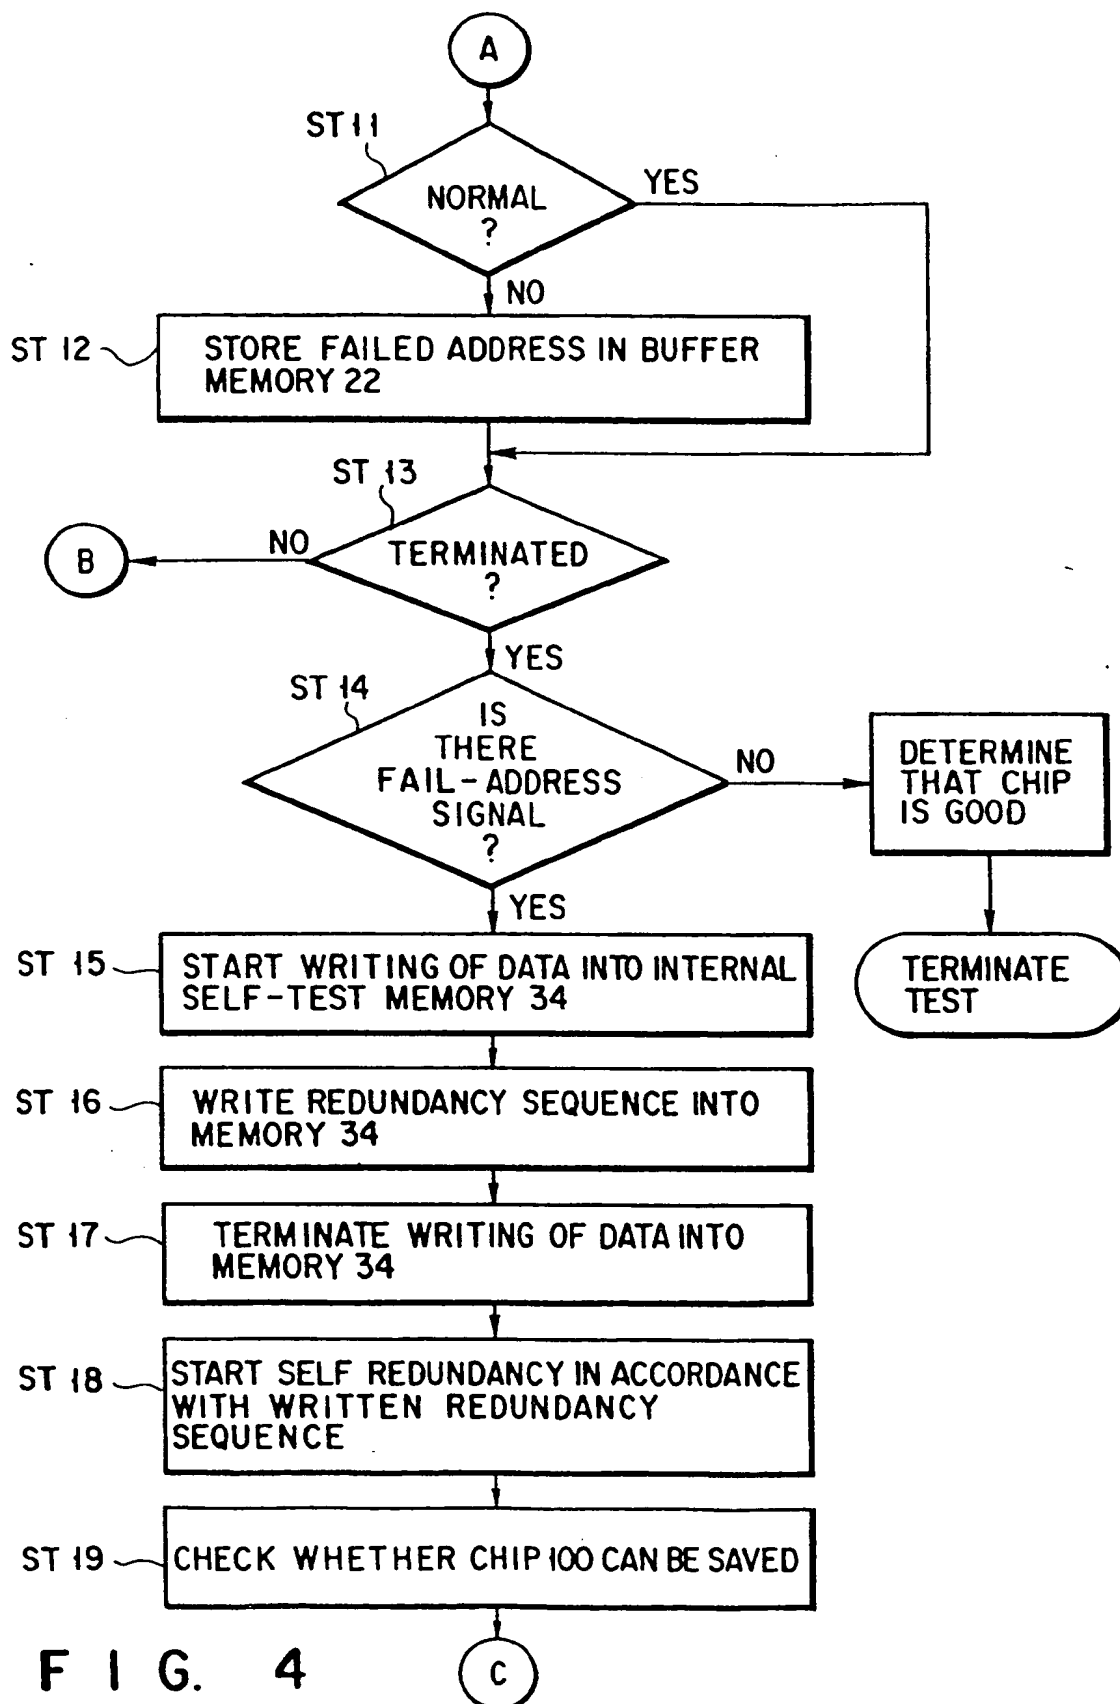 A
ST 11
NORMAL
?
YES
NO
ST 12
STORE FAILED ADDRESS IN BUFFER
MEMORY 22
ST 13
TERMINATED
?
NO
B
YES
ST 14
IS
THERE
FAIL-ADDRESS
SIGNAL
?
NO
DETERMINE
THAT CHIP
IS GOOD
YES
TERMINATE
TEST
ST 15
START WRITING OF DATA INTO INTERNAL
SELF-TEST MEMORY 34
ST 16
WRITE REDUNDANCY SEQUENCE INTO
MEMORY 34
ST 17
TERMINATE WRITING OF DATA INTO
MEMORY 34
ST 18
START SELF REDUNDANCY IN ACCORDANCE
WITH WRITTEN REDUNDANCY
SEQUENCE
ST 19
CHECK WHETHER CHIP 100 CAN BE SAVED
C
FIG. 4